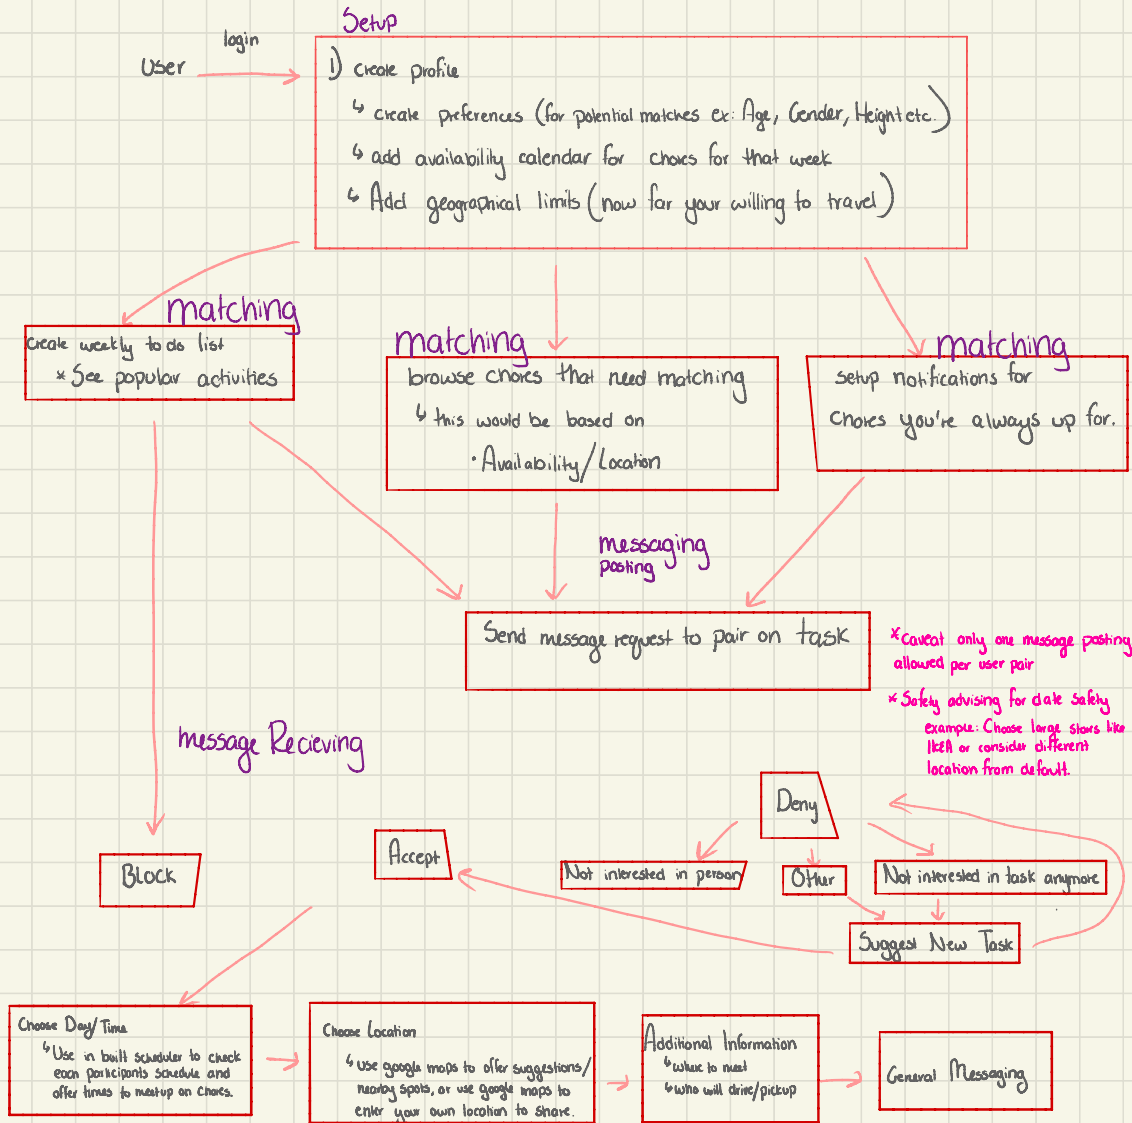 Setup
login
User
1) Create profile
↳ create preferences (for potential matches ex: Age, Gender, Height etc.)
↳ add availability calendar for chores for that week
↳ Add geographical limits (now far your willing to travel)
matching
Create weekly to do list
* See popular activities
matching
browse chores that need matching
↳ this would be based on
• Availability/Location
matching
setup notifications for
chores you're always up for.
messaging
posting
Send message request to pair on task
*Caveat only one message posting
allowed per user pair
* Safety advising for date safety
example: Choose large stors like
IKEA or consider different
location from default.
message Recieving
Block
Accept
Deny
Not interested in person
Other
Not interested in task anymore
Suggest New Task
Choose Day/Time
↳ Use in built scheduler to check
each participants schedule and
offer times to meetup on chores.
Choose Location
↳ use google maps to offer suggestions/
nearby spots, or use google maps to
enter your own location to share.
Additional Information
↳ where to meet
↳ who will drive/pickup
General Messaging